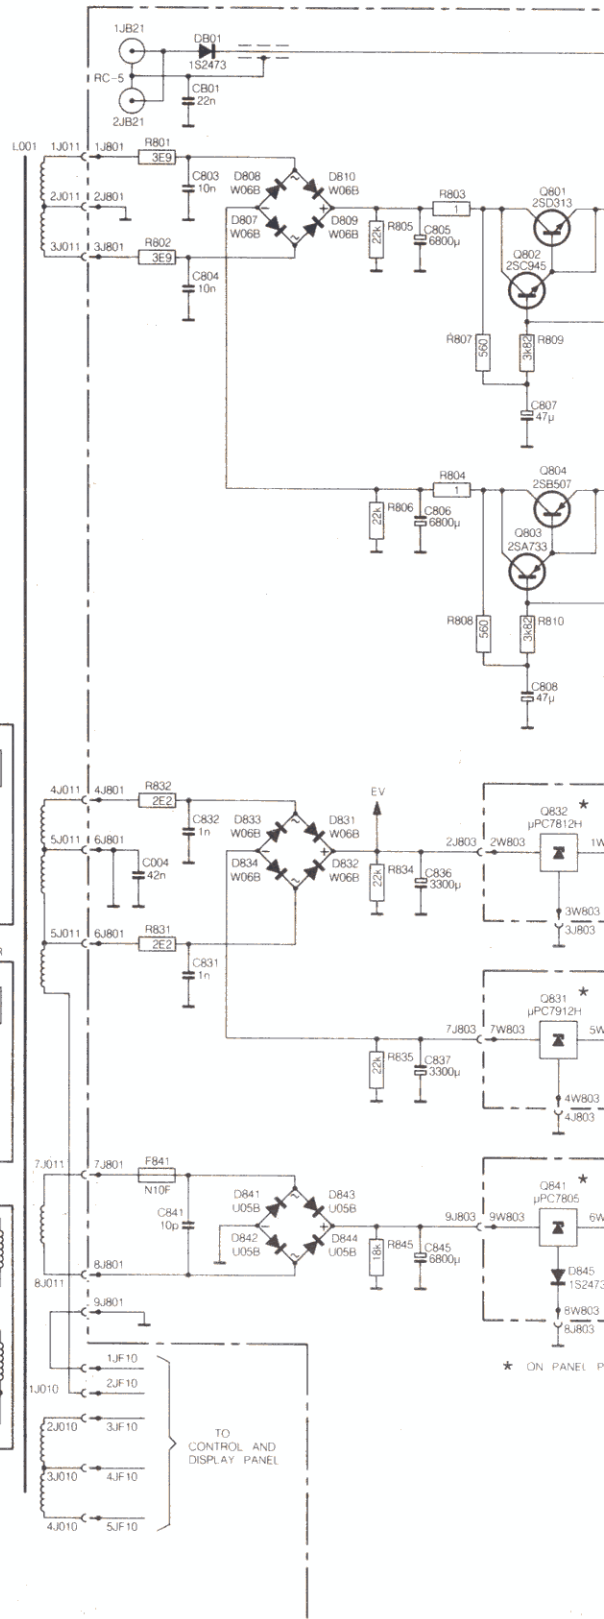 1JB21
DB01
1S2473
RC-5
CB01
22n
2JB21
L001
1J011 1J801
R801
3E9
C803
10n
D808
W06B
D810
W06B
2J011 2J801
D807
W06B
D809
W06B
R805
22k
C805
6800µ
R803
1
Q801
2SD313
3J011 3J801
R802
3E9
C804
10n
Q802
2SC945
R807
560
3k82
R809
C807
47µ
R804
1
Q804
2SB507
R806
22k
C806
6800µ
Q803
2SA733
R808
560
3k82
R810
C808
47µ
4J011 4J801
R832
2E2
C832
1n
D833
W06B
D831
W06B
EV
Q832
µPC7812H
*
5J011 6J801
C004
42n
D834
W06B
D832
W06B
R834
22k
C836
3300µ
2J803 2W803
1W
3W803
3J803
5J011 6J801
R831
2E2
C831
1n
R
Q831
µPC7912H
*
R835
22k
C837
3300µ
7J803 7W803
5W
4W803
4J803
7J011 7J801
F841
N10F
C841
10p
D841
U05B
D843
U05B
D842
U05B
D844
U05B
R845
18k
C845
6800µ
9J803 9W803
Q841
µPC7805
*
6W
D845
1S2473
8W803
8J803
8J011
8J801
9J801
* ON PANEL P
1J010
1JF10
2JF10
2J010 3JF10
3J010 4JF10
4J010 5JF10
TO
CONTROL AND
DISPLAY PANEL